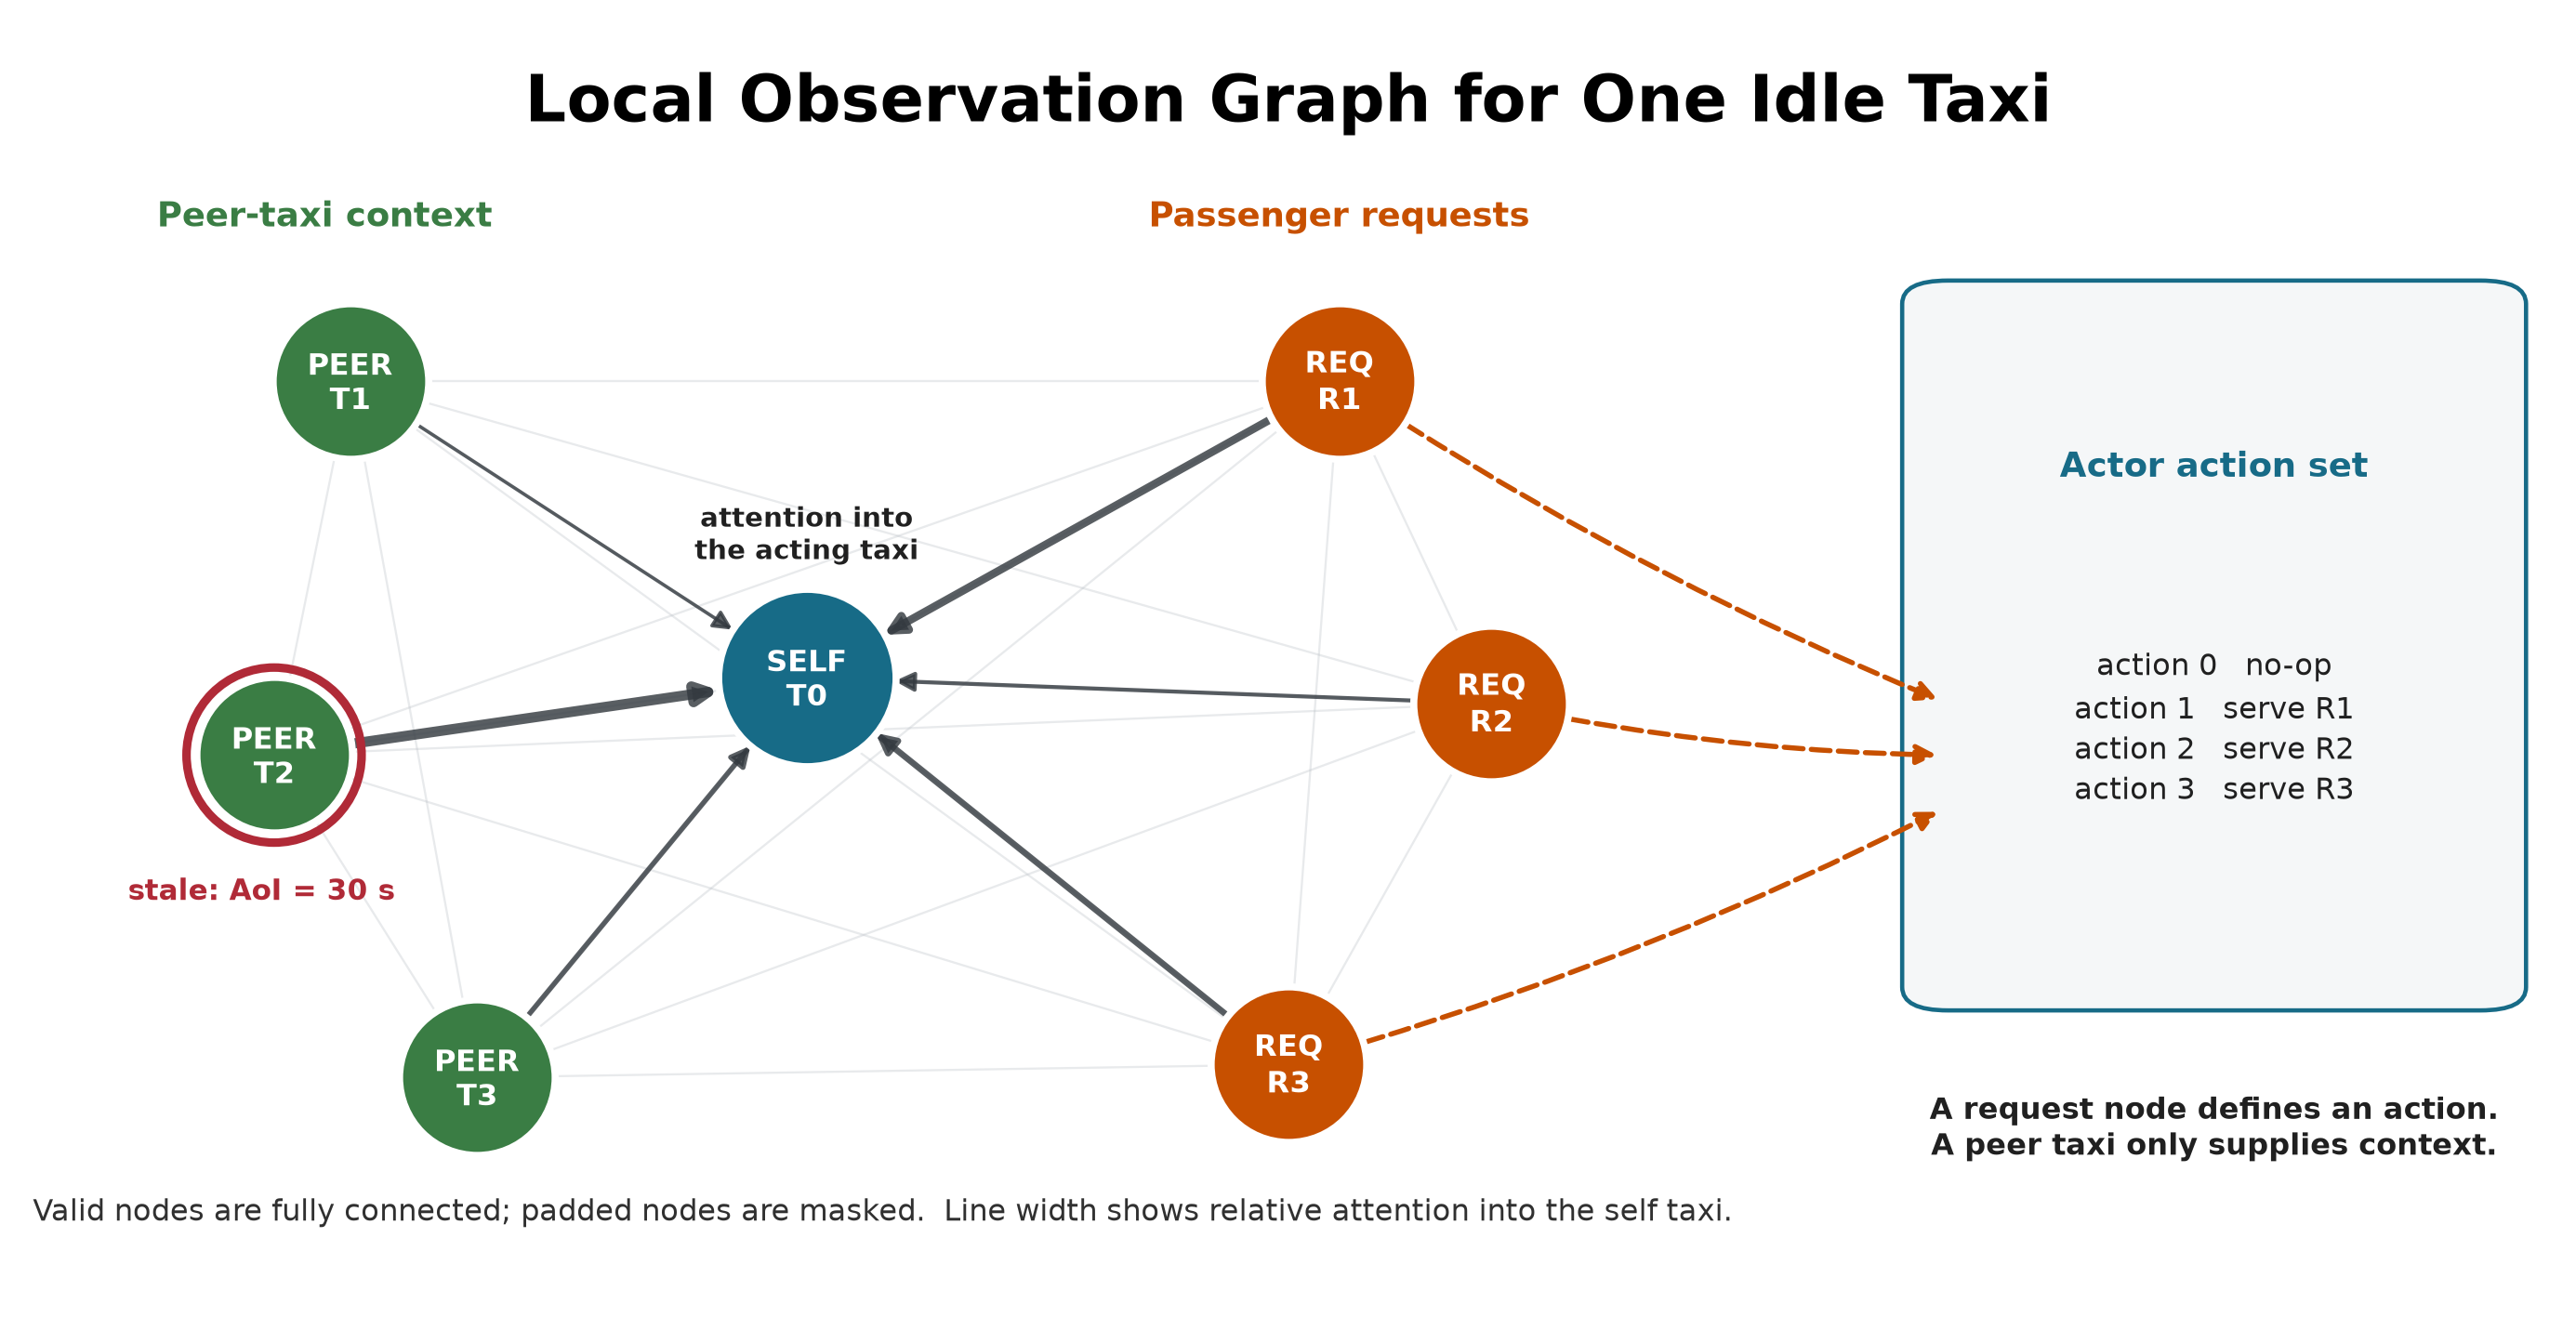 Local Observation Graph for One Idle Taxi
Peer-taxi context
Passenger requests
PEER
T1
REQ
R1
Actor action set
attention into
the acting taxi
SELF
T0
REQ
R2
PEER
T2
action 0   no-op
action 1   serve R1
action 2   serve R2
action 3   serve R3
stale: AoI = 30 s
PEER
T3
REQ
R3
A request node defines an action.
A peer taxi only supplies context.
Valid nodes are fully connected; padded nodes are masked.  Line width shows relative attention into the self taxi.